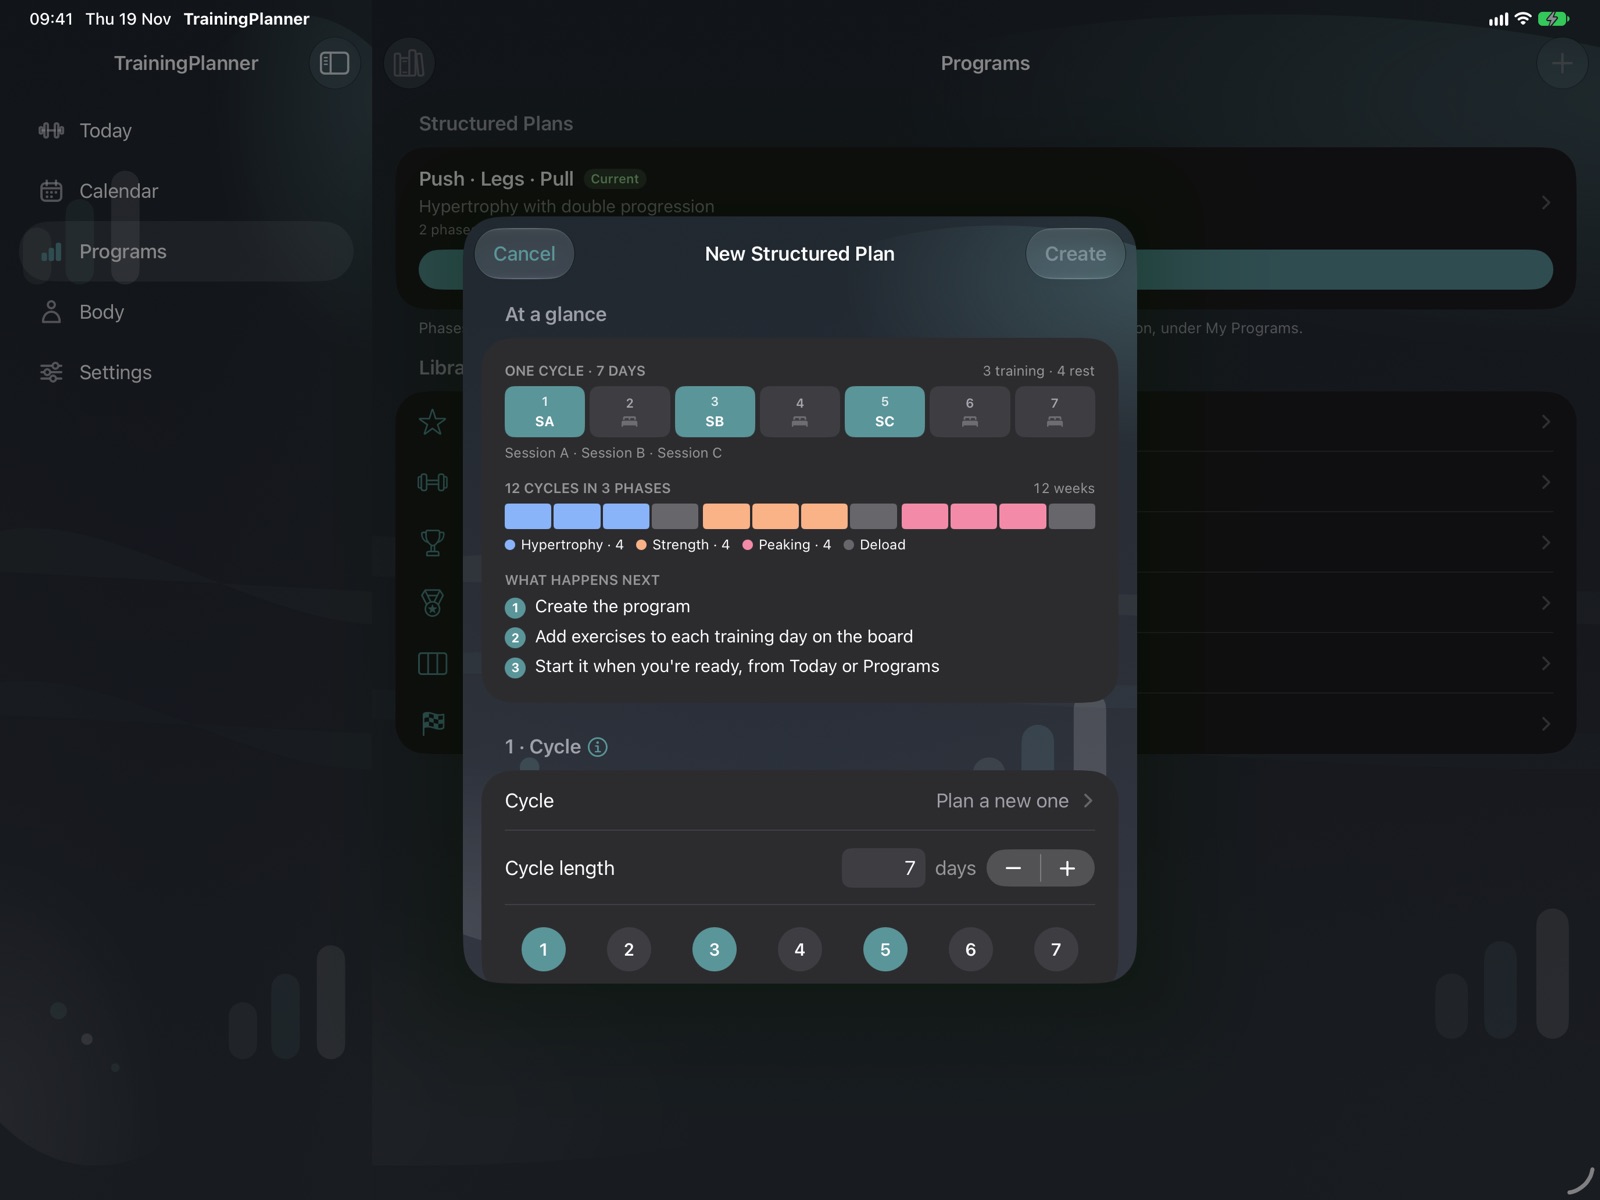 09:41 Thu 19 Nov TrainingPlanner
TrainingPlanner
Today
Calendar
Programs
Body
Settings
Programs
Structured Plans
Push · Legs · Pull Current
Hypertrophy with double progression
2 phase
Phase
on, under My Programs.
Libra
Cancel
New Structured Plan
Create
At a glance
ONE CYCLE · 7 DAYS
3 training · 4 rest
1 2 3 4 5 6 7
SA SB SC
Session A · Session B · Session C
12 CYCLES IN 3 PHASES
12 weeks
Hypertrophy · 4 Strength · 4 Peaking · 4 Deload
WHAT HAPPENS NEXT
1 Create the program
2 Add exercises to each training day on the board
3 Start it when you're ready, from Today or Programs
1 · Cycle
Cycle
Plan a new one
Cycle length
7 days − +
1 2 3 4 5 6 7